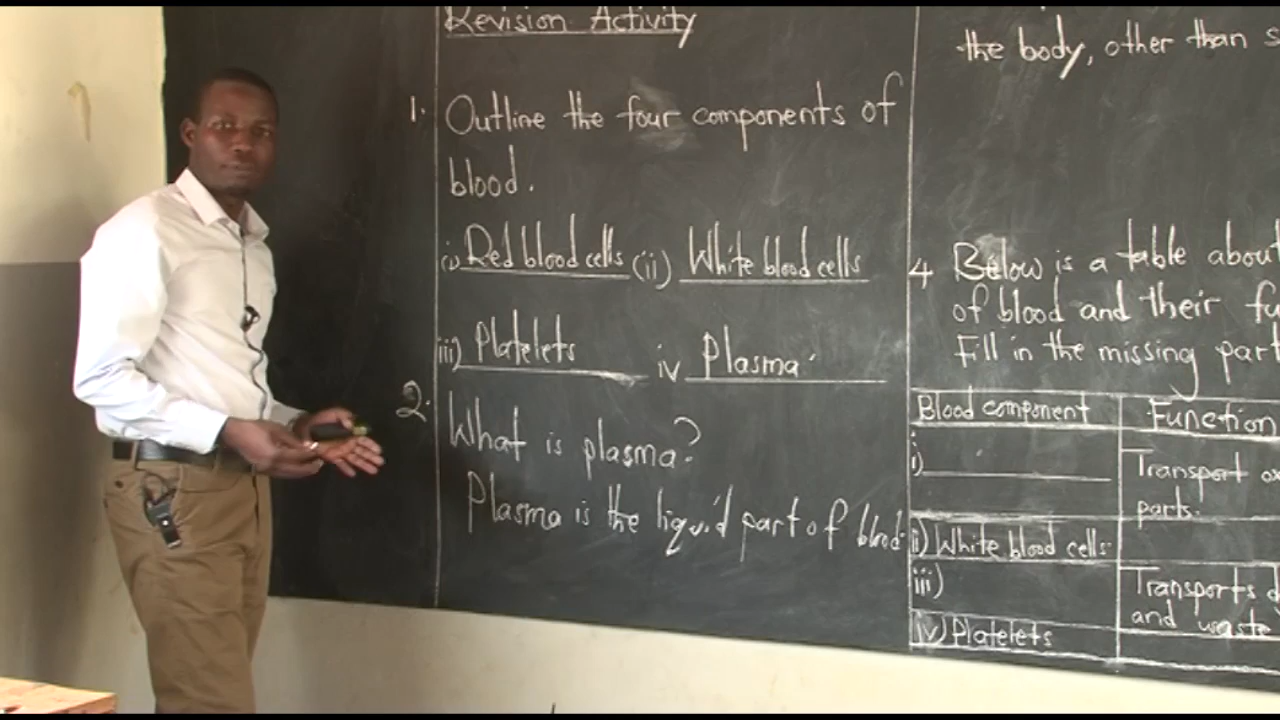 Revision Activity
1. Outline the four components of
blood.
(i) Red blood cells (ii) White blood cells
iii) Platelets iv Plasma
2. What is plasma?
Plasma is the liquid part of blood.
the body, other than
4 Below is a table about
of blood and their
Fill in the missing
Blood component Function
i)
Transport
parts.
ii) White blood cells
iii) Transports
and waste
iv) Platelets